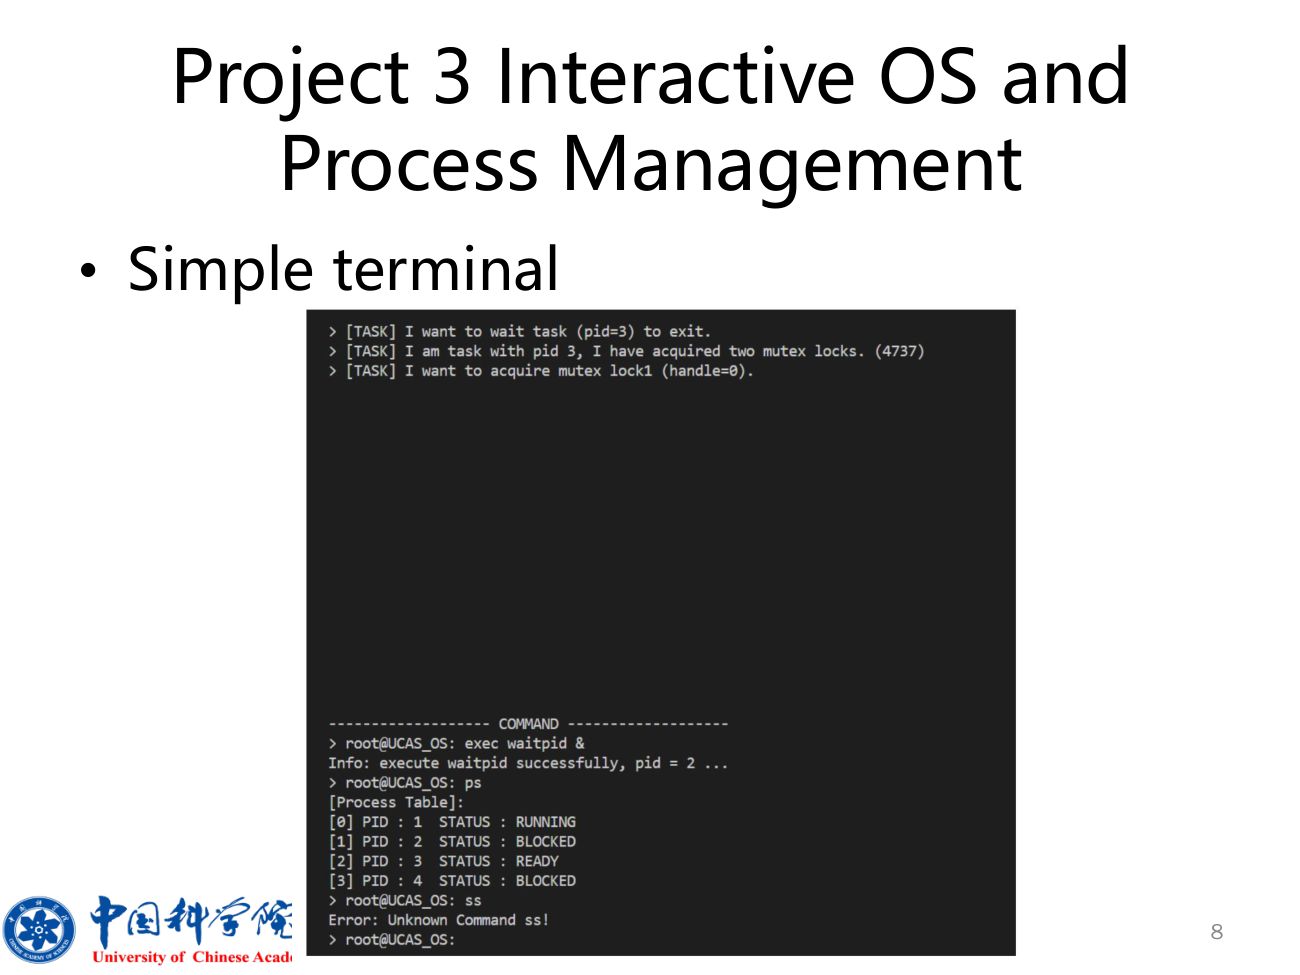 Project 3 Interactive OS and
Process Management
• Simple terminal
> [TASK] I want to wait task (pid=3) to exit.
> [TASK] I am task with pid 3, I have acquired two mutex locks. (4737)
> [TASK] I want to acquire mutex lock1 (handle=0).
------------------- COMMAND -------------------
> root@UCAS_OS: exec waitpid &
Info: execute waitpid successfully, pid = 2 ...
> root@UCAS_OS: ps
[Process Table]:
[0] PID : 1  STATUS : RUNNING
[1] PID : 2  STATUS : BLOCKED
[2] PID : 3  STATUS : READY
[3] PID : 4  STATUS : BLOCKED
> root@UCAS_OS: ss
Error: Unknown Command ss!
> root@UCAS_OS:
中国科学院
University of Chinese Acad
8